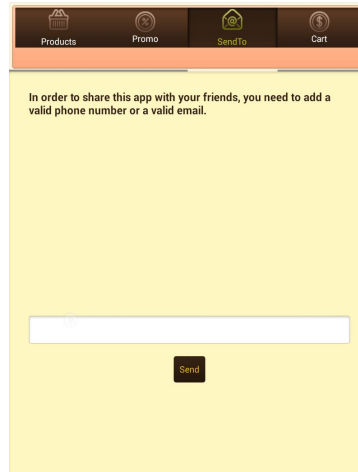 Products Promo SendTo Cart
In order to share this app with your friends, you need to add a
valid phone number or a valid email.
Send